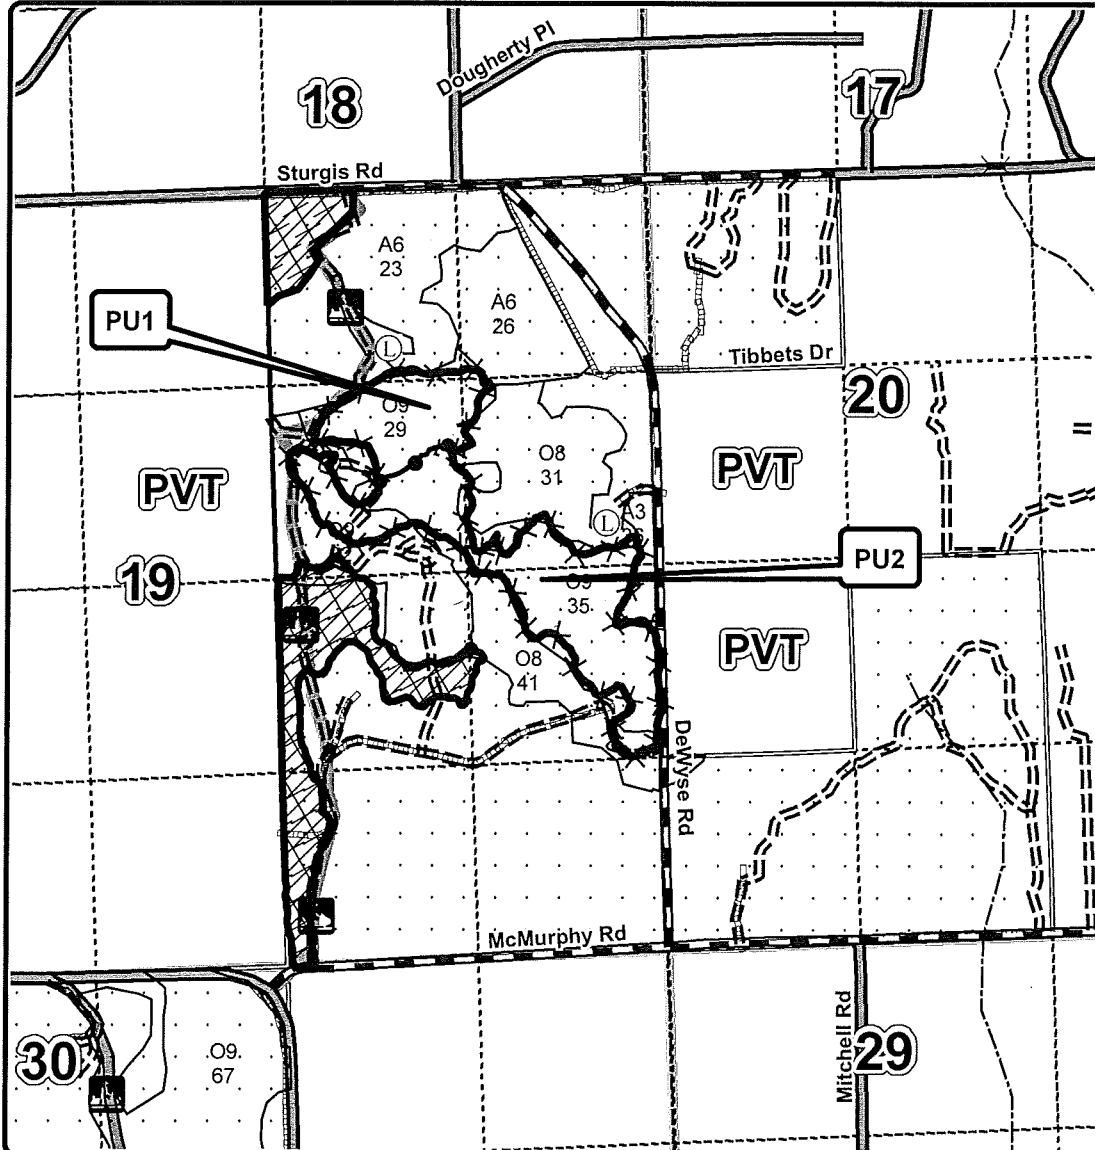 Dougherty Pl
18
17
Sturgis Rd
A6
23
A6
26
PU1
L
Tibbets Dr
O9
29
20
O8
31
PVT
PVT
L
A3
PU2
19
O9
35
O8
41
PVT
DeWyse Rd
McMurphy Rd
Mitchell Rd
30
O9
67
29